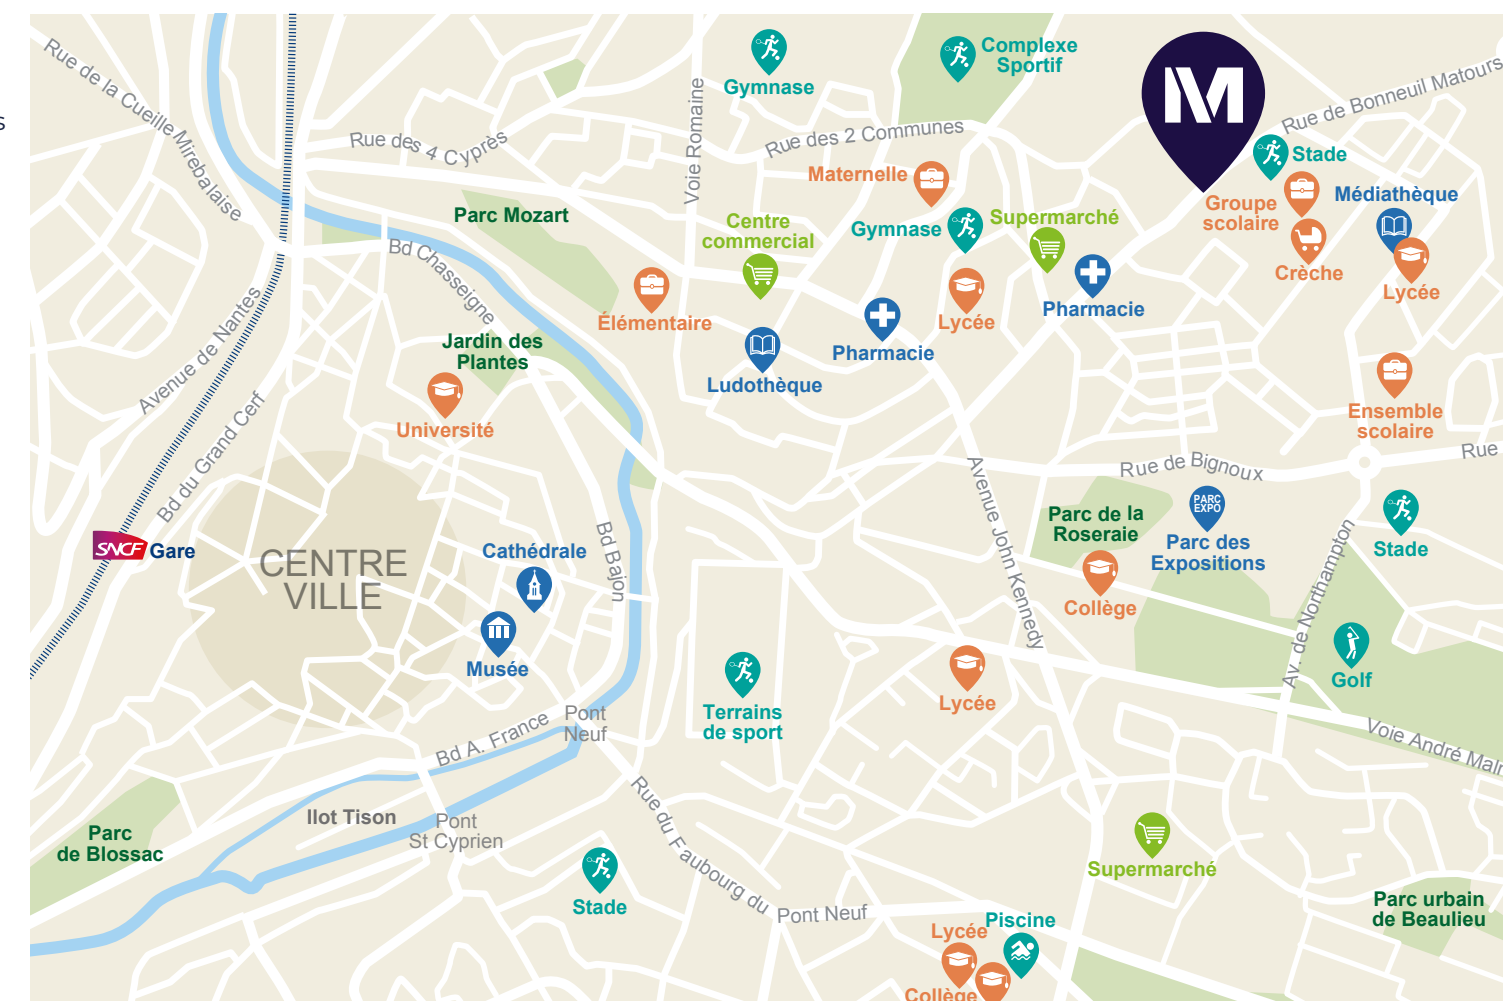 Rue de la Cueille Mirebalaise
s
Gymnase
Complexe
Sportif
M
Rue de Bonneuil Matours
Stade
Rue des 4 Cyprès
Voie Romaine
Rue des 2 Communes
Maternelle
Groupe
scolaire
Médiathèque
Parc Mozart
Centre
commercial
Gymnase
Supermarché
Bd Chasseigne
Crèche
Lycée
Élémentaire
Pharmacie
Lycée
Pharmacie
Avenue de Nantes
Jardin des
Plantes
Ludothèque
Université
Ensemble
scolaire
Bd du Grand Cerf
Rue de Bignoux
Rue
Avenue John Kennedy
PARC
EXPO
Parc de la
Roseraie
Parc des
Expositions
Stade
SNCF Gare
CENTRE
VILLE
Cathédrale
Bd Bajon
Collège
Av. de Northampton
Musée
Golf
Terrains
de sport
Lycée
Pont
Neuf
Bd A. France
Voie André Malr
Ilot Tison
Pont
St Cyprien
Parc
de Blossac
Rue du Faubourg du Pont Neuf
Supermarché
Stade
Parc urbain
de Beaulieu
Lycée
Piscine
Collège